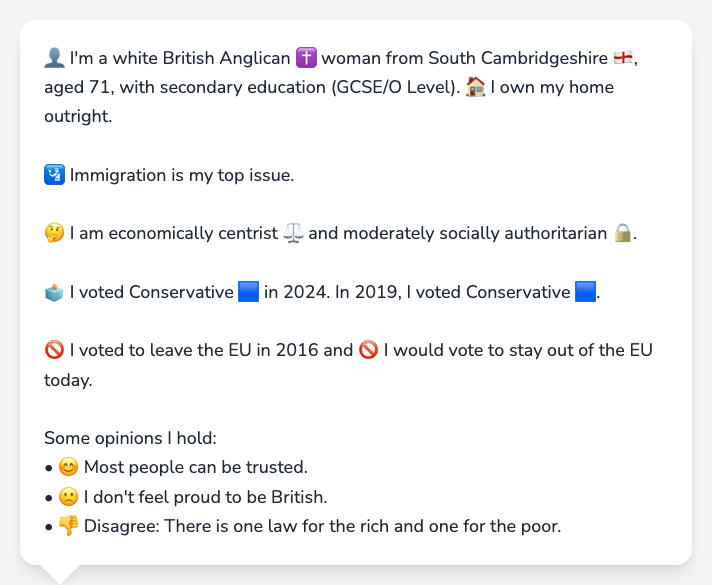 👤 I'm a white British Anglican ✝️ woman from South Cambridgeshire 🏴󠁧󠁢󠁥󠁮󠁧󠁿,
aged 71, with secondary education (GCSE/O Level). 🏠 I own my home
outright.
🛂 Immigration is my top issue.
🤔 I am economically centrist ⚖️ and moderately socially authoritarian 🔒.
🗳️ I voted Conservative 🟦 in 2024. In 2019, I voted Conservative 🟦.
🚫 I voted to leave the EU in 2016 and 🚫 I would vote to stay out of the EU
today.
Some opinions I hold:
• 😊 Most people can be trusted.
• 🙁 I don't feel proud to be British.
• 👎 Disagree: There is one law for the rich and one for the poor.